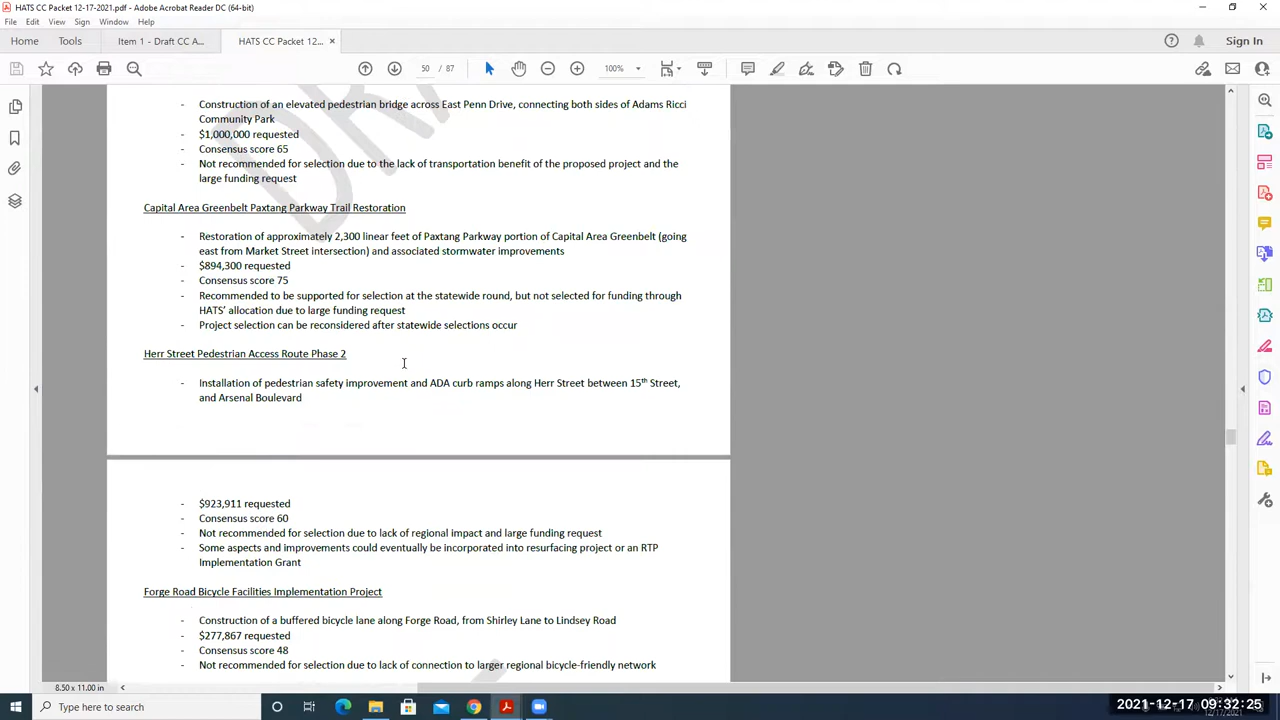 HATS CC Packet 12-17-2021.pdf - Adobe Acrobat Reader DC (64-bit)
File Edit View Sign Window Help
Home Tools Item 1 - Draft CC A... HATS CC Packet 12... × Sign In
50 / 87 100%
- Construction of an elevated pedestrian bridge across East Penn Drive, connecting both sides of Adams Ricci
Community Park
- $1,000,000 requested
- Consensus score 65
- Not recommended for selection due to the lack of transportation benefit of the proposed project and the
large funding request
Capital Area Greenbelt Paxtang Parkway Trail Restoration
- Restoration of approximately 2,300 linear feet of Paxtang Parkway portion of Capital Area Greenbelt (going
east from Market Street intersection) and associated stormwater improvements
- $894,300 requested
- Consensus score 75
- Recommended to be supported for selection at the statewide round, but not selected for funding through
HATS' allocation due to large funding request
- Project selection can be reconsidered after statewide selections occur
Herr Street Pedestrian Access Route Phase 2
- Installation of pedestrian safety improvement and ADA curb ramps along Herr Street between 15th Street,
and Arsenal Boulevard
- $923,911 requested
- Consensus score 60
- Not recommended for selection due to lack of regional impact and large funding request
- Some aspects and improvements could eventually be incorporated into resurfacing project or an RTP
Implementation Grant
Forge Road Bicycle Facilities Implementation Project
- Construction of a buffered bicycle lane along Forge Road, from Shirley Lane to Lindsey Road
- $277,867 requested
- Consensus score 48
- Not recommended for selection due to lack of connection to larger regional bicycle-friendly network
8.50 x 11.00 in
Type here to search
2021-12-17 09:32:25
12/17/2021